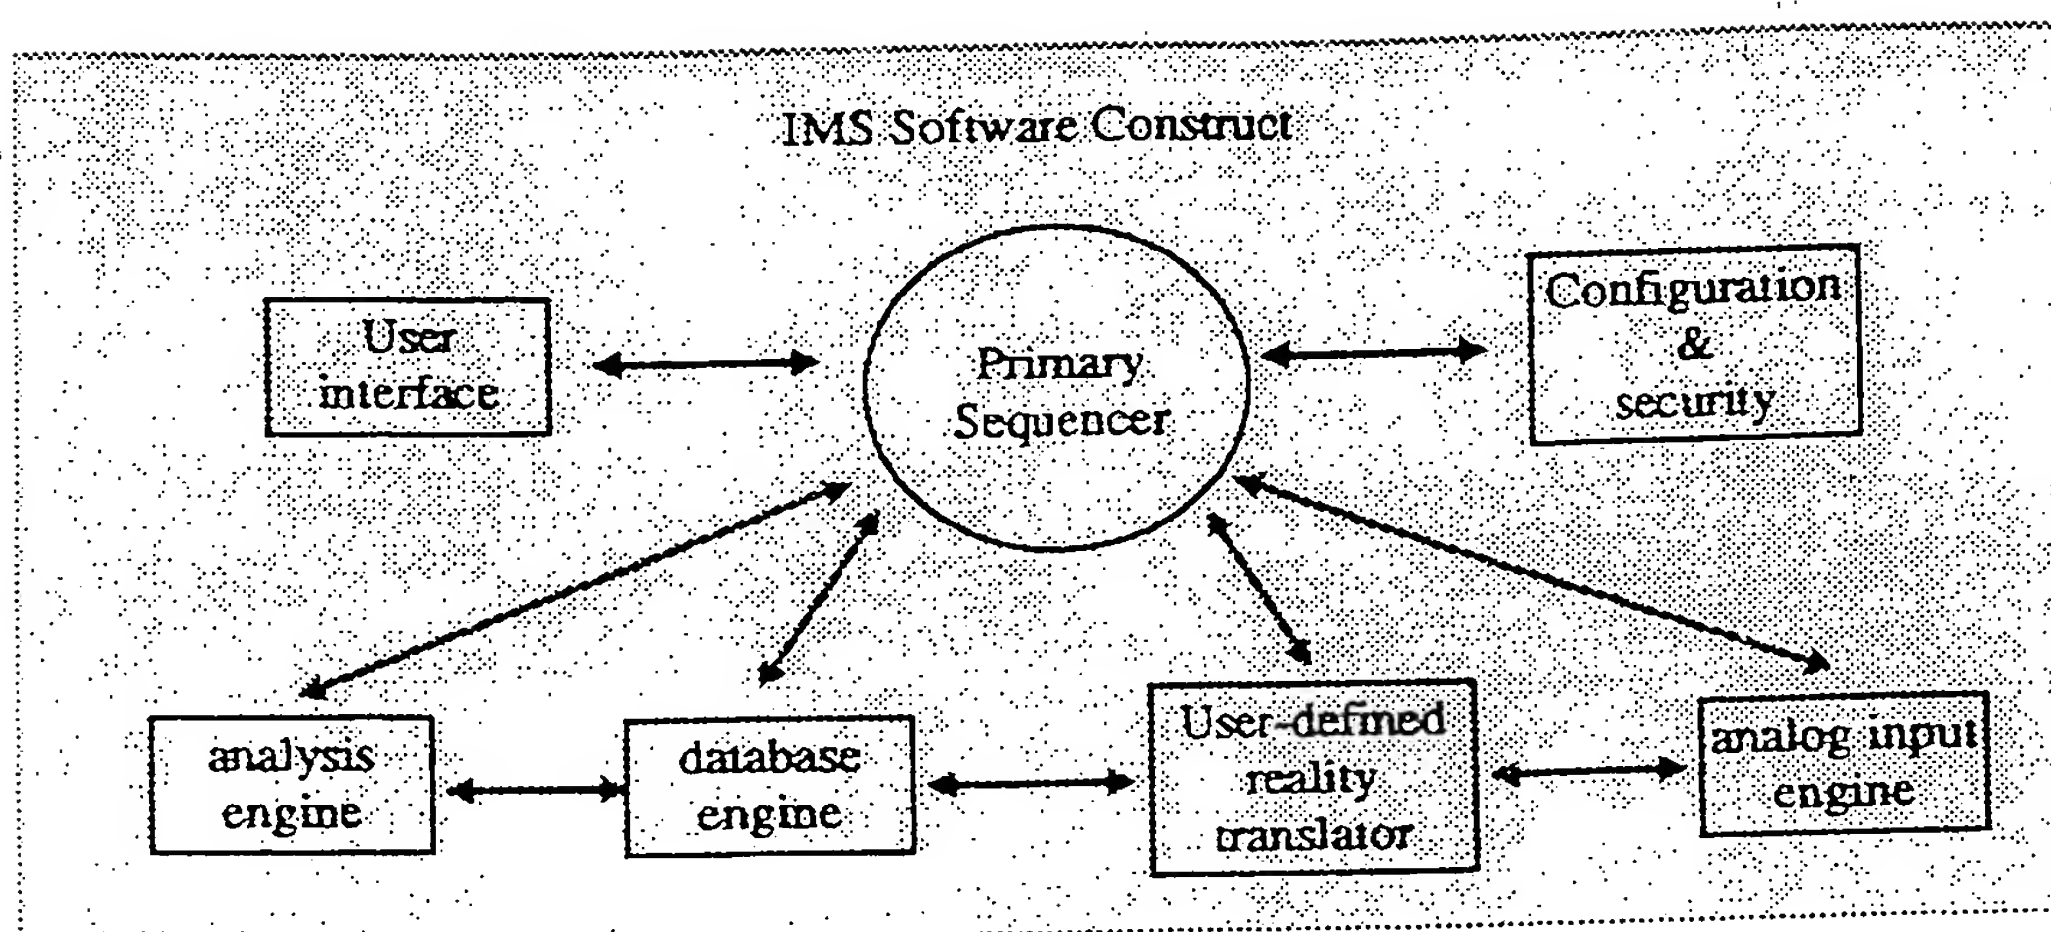 IMS Software Construct
User
interface
Primary
Sequencer
Configuration
&
security
analysis
engine
database
engine
User-defined
reality
translator
analog input
engine